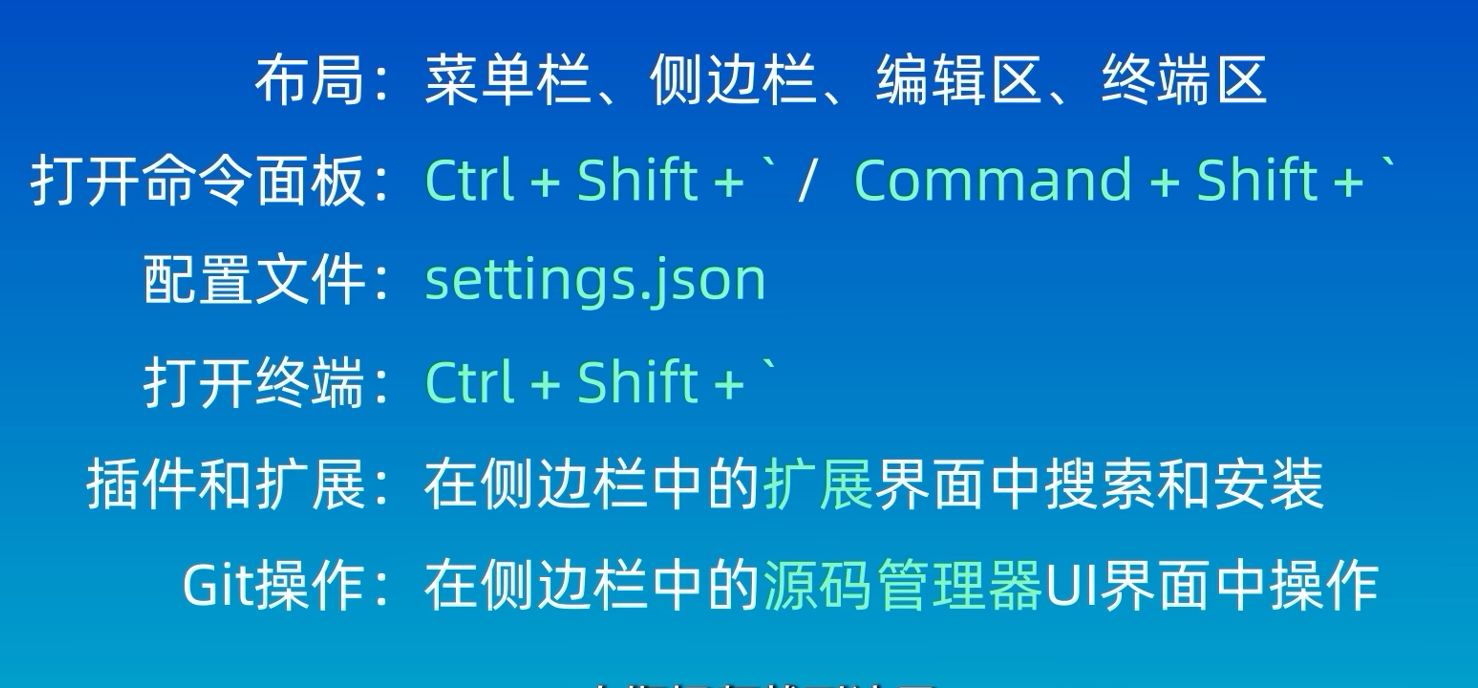 布局：菜单栏、侧边栏、编辑区、终端区
打开命令面板：Ctrl + Shift + ` / Command + Shift + `
配置文件：settings.json
打开终端：Ctrl + Shift + `
插件和扩展：在侧边栏中的扩展界面中搜索和安装
Git操作：在侧边栏中的源码管理器UI界面中操作